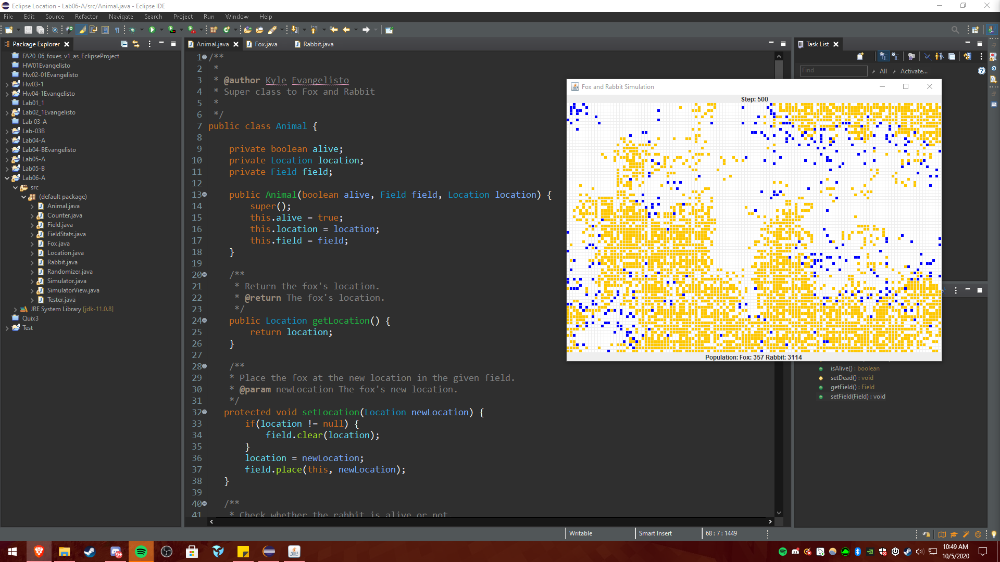 Eclipse Location - Lab06-A/src/Animal.java - Eclipse IDE
File Edit Source Refactor Navigate Search Project Run Window Help
Package Explorer
FA20_06_foxes_v1_as_EclipseProject
HW01Evangelisto
Hw02-01Evangelisto
Hw03-1
Hw04-1Evangelisto
Lab01_1
Lab02_1Evangelisto
Lab 03-A
Lab-03B
Lab04-A
Lab04-BEvangelisto
Lab05-A
Lab05-B
Lab06-A
src
(default package)
Animal.java
Counter.java
Field.java
FieldStats.java
Fox.java
Location.java
Rabbit.java
Randomizer.java
Simulator.java
SimulatorView.java
Tester.java
JRE System Library [jdk-11.0.8]
Quix3
Test
Animal.java Fox.java Rabbit.java
1 /**
2 *
3 * @author Kyle Evangelisto
4 * Super class to Fox and Rabbit
5 *
6 */
7 public class Animal {
8
9 private boolean alive;
10 private Location location;
11 private Field field;
12
13 public Animal(boolean alive, Field field, Location location) {
14 super();
15 this.alive = true;
16 this.location = location;
17 this.field = field;
18 }
19
20 /**
21 * Return the fox's location.
22 * @return The fox's location.
23 */
24 public Location getLocation() {
25 return location;
26 }
27
28 /**
29 * Place the fox at the new location in the given field.
30 * @param newLocation The fox's new location.
31 */
32 protected void setLocation(Location newLocation) {
33 if(location != null) {
34 field.clear(location);
35 }
36 location = newLocation;
37 field.place(this, newLocation);
38 }
39
40 /**
41 * Check whether the rabbit is alive or not.
Task List
Find All Activate...
Fox and Rabbit Simulation
Step: 500
Population: Fox: 357 Rabbit: 3114
isAlive() : boolean
setDead() : void
getField() : Field
setField(Field) : void
Writable Smart Insert 68 : 7 : 1449
9+
10:49 AM
10/5/2020